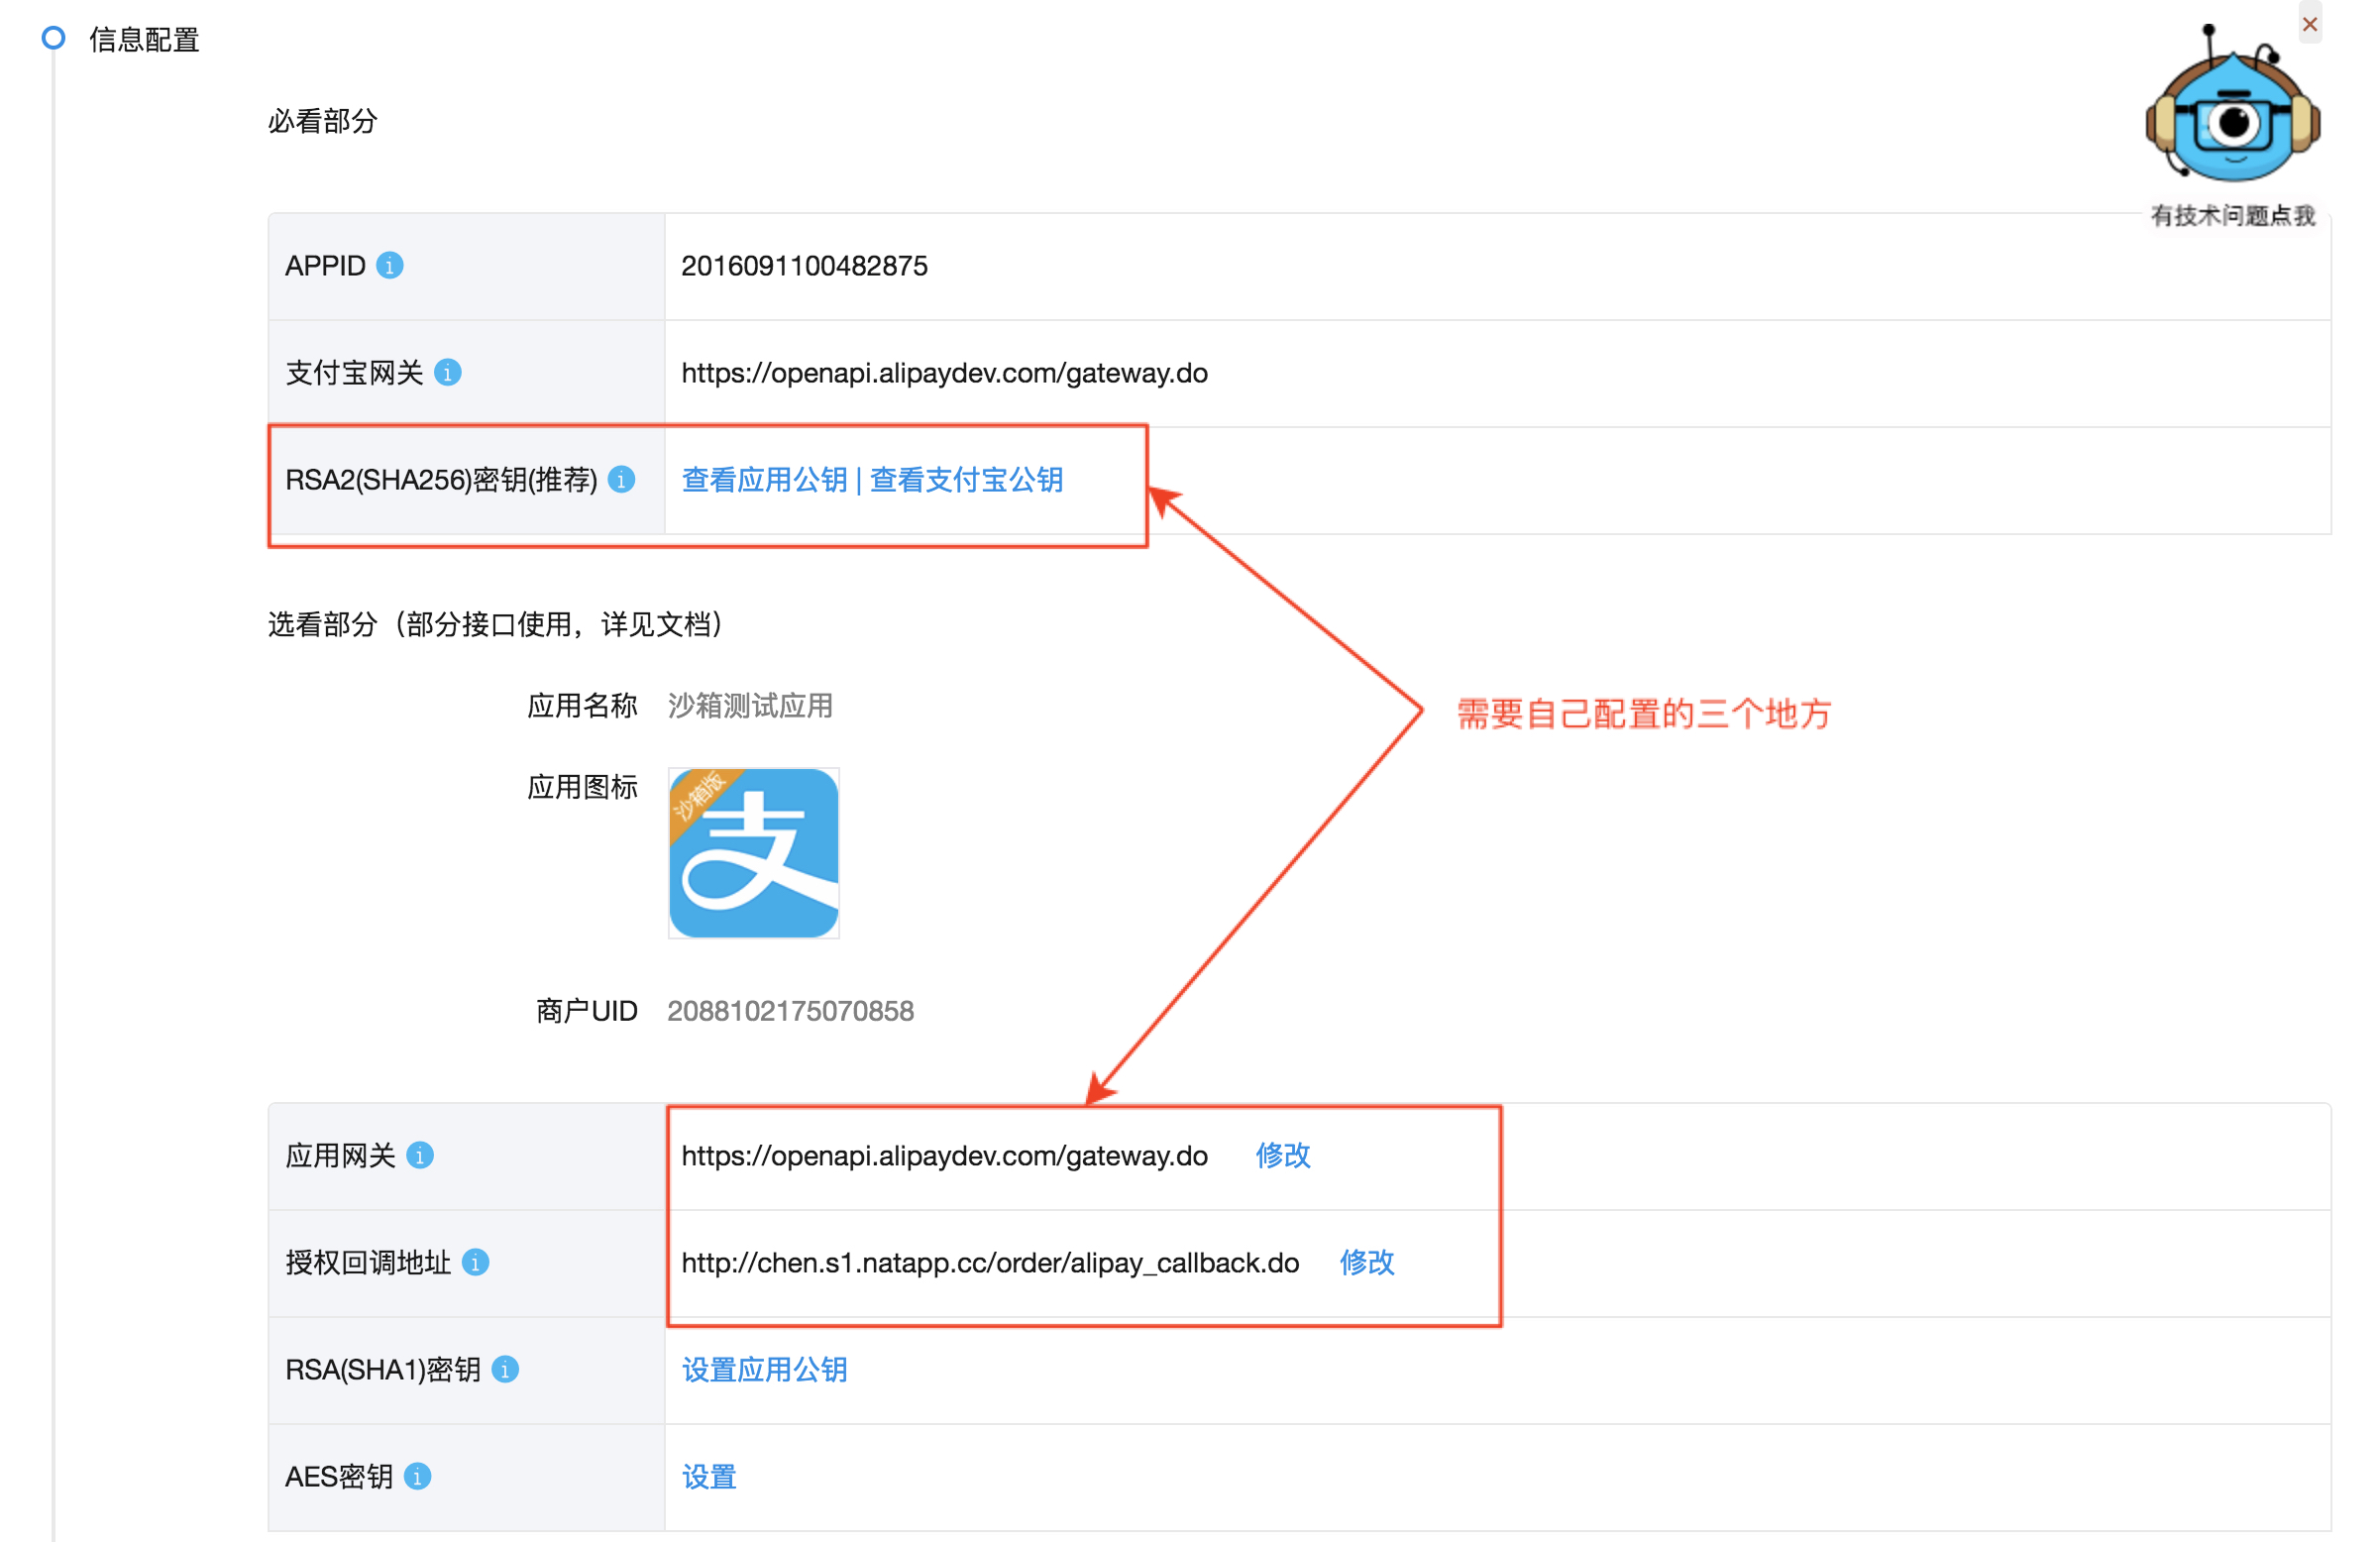 信息配置
必看部分
有技术问题点我
APPID
2016091100482875
支付宝网关
https://openapi.alipaydev.com/gateway.do
RSA2(SHA256)密钥(推荐)
查看应用公钥 | 查看支付宝公钥
选看部分（部分接口使用，详见文档）
需要自己配置的三个地方
应用名称
沙箱测试应用
应用图标
沙箱版
支
商户UID
2088102175070858
应用网关
https://openapi.alipaydev.com/gateway.do 修改
授权回调地址
http://chen.s1.natapp.cc/order/alipay_callback.do 修改
RSA(SHA1)密钥
设置应用公钥
AES密钥
设置